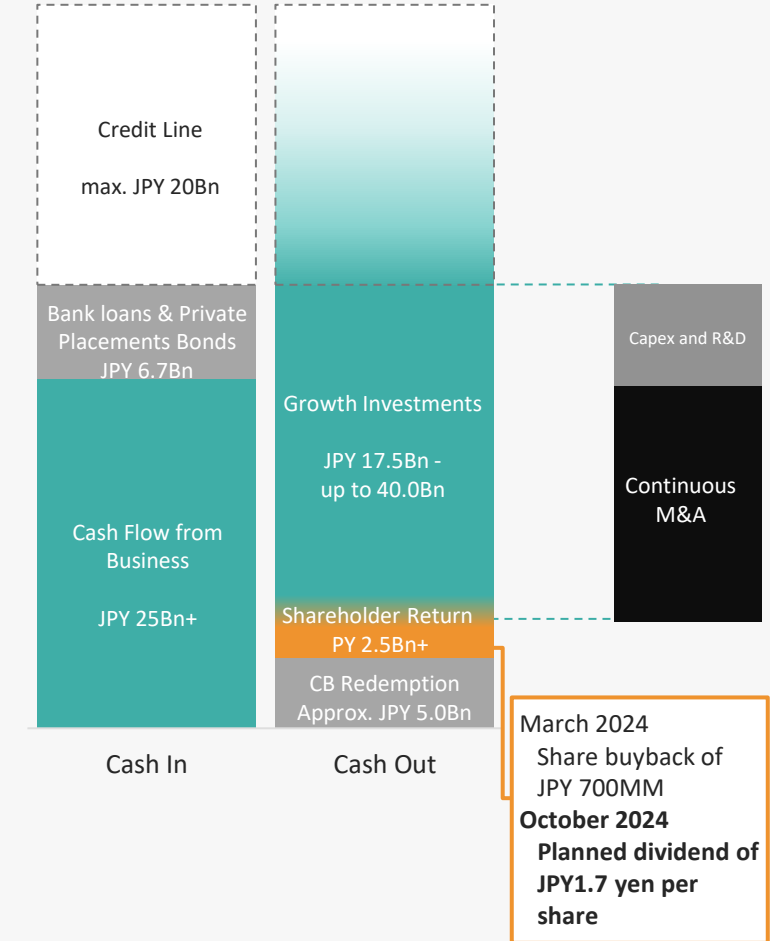 Credit Line
max. JPY 20Bn
Bank loans & Private
Placements Bonds
JPY 6.7Bn
Cash Flow from
Business
JPY 25Bn+
Growth Investments
JPY 17.5Bn -
up to 40.0Bn
Shareholder Return
PY 2.5Bn+
CB Redemption
Approx. JPY 5.0Bn
Capex and R&D
Continuous
M&A
Cash In
Cash Out
March 2024
Share buyback of
JPY 700MM
October 2024
Planned dividend of
JPY1.7 yen per
share